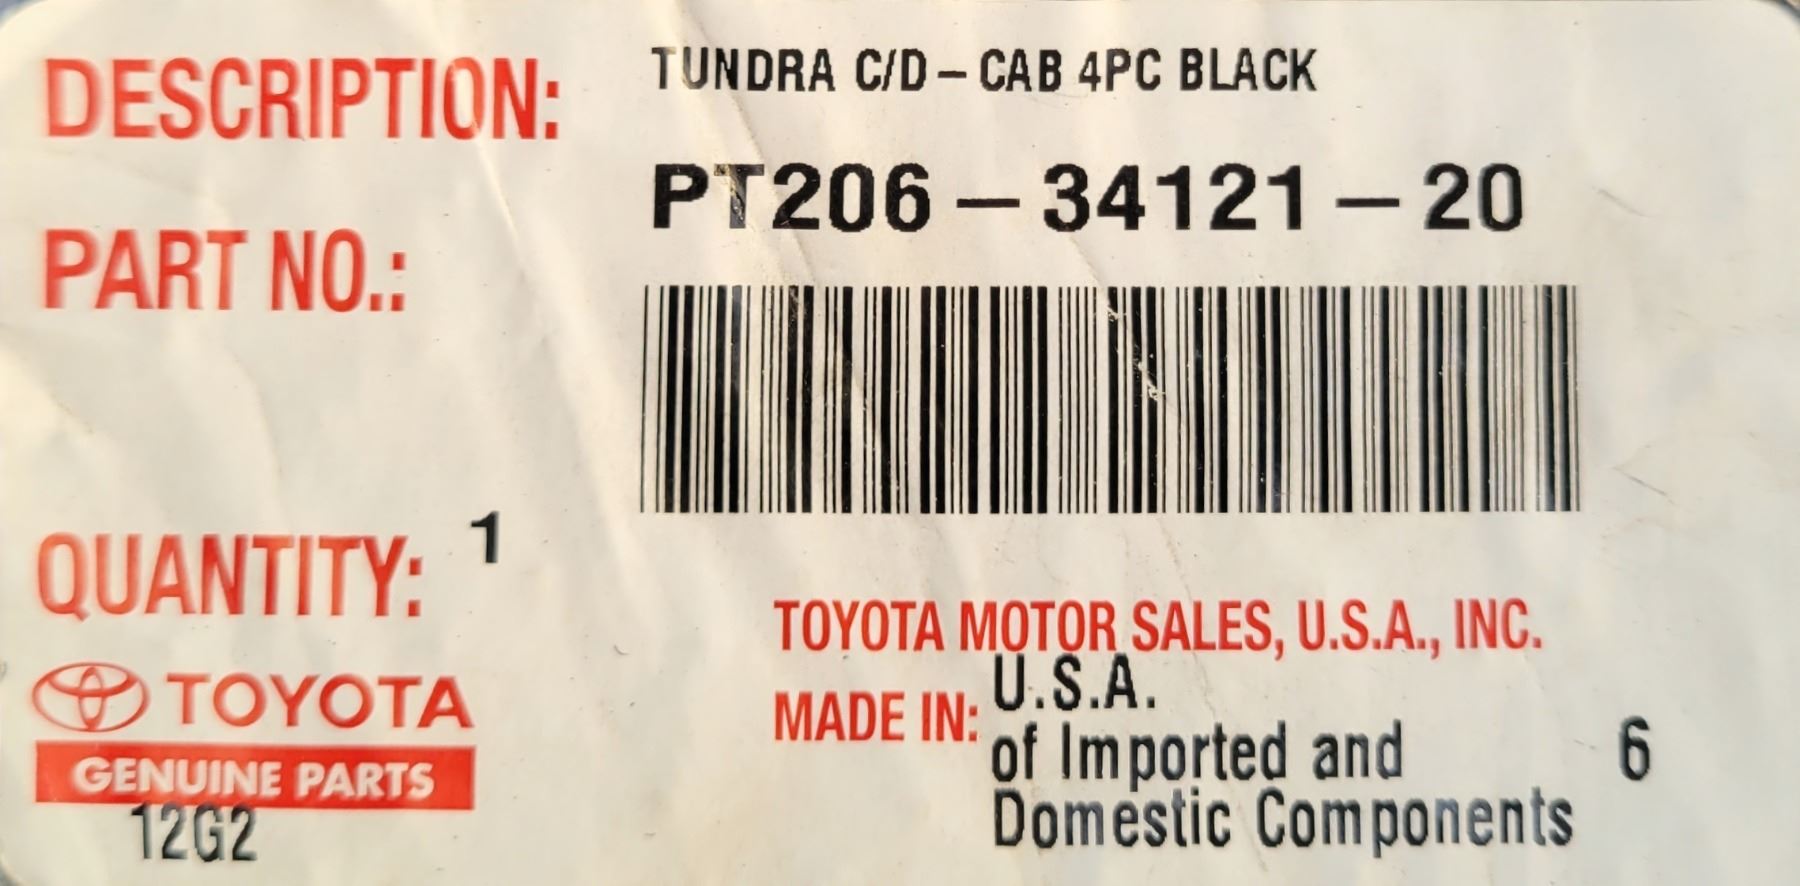 DESCRIPTION: TUNDRA C/D-CAB 4PC BLACK
PART NO.: PT206-34121-20
QUANTITY: 1
TOYOTA MOTOR SALES, U.S.A., INC.
MADE IN: U.S.A.
of Imported and 6
Domestic Components
TOYOTA
GENUINE PARTS
12G2